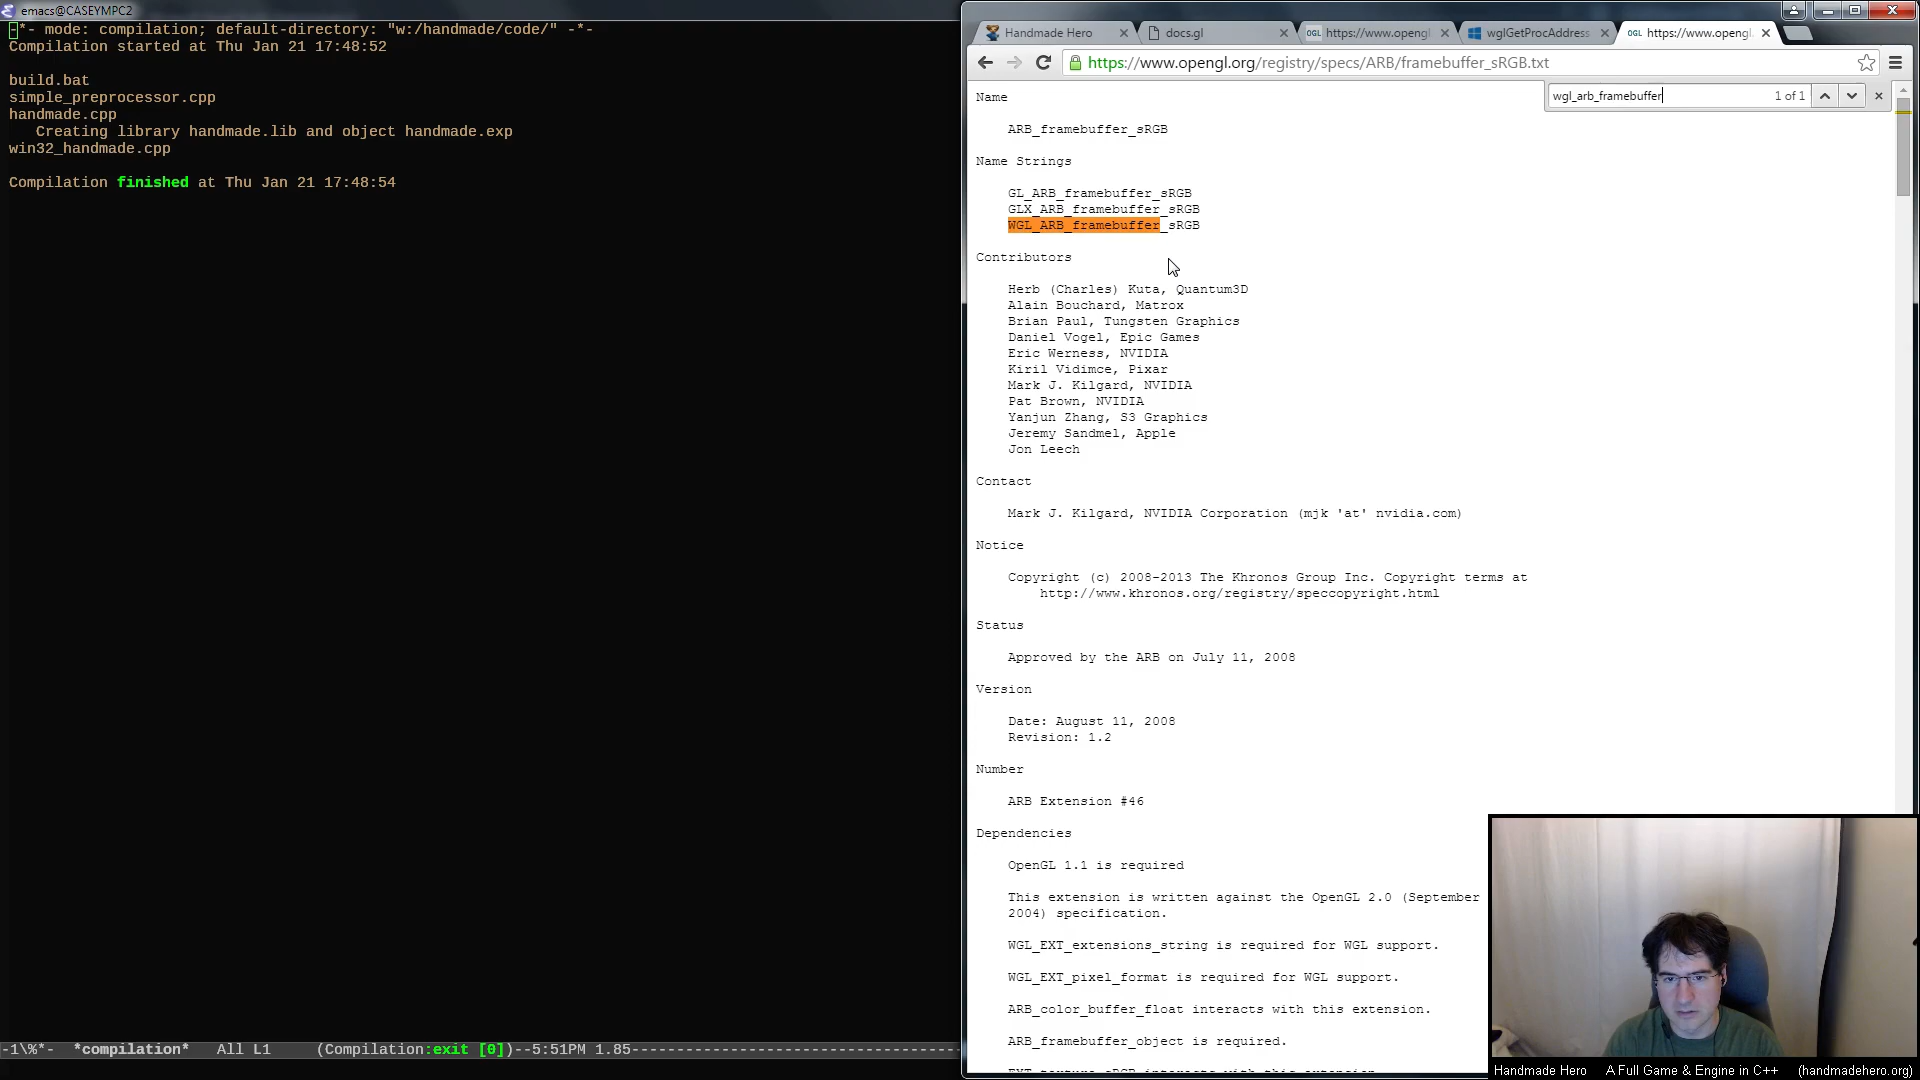 emacs@CASEYMPC2
-*- mode: compilation; default-directory: "w:/handmade/code/" -*-
Compilation started at Thu Jan 21 17:48:52
build.bat
simple_preprocessor.cpp
handmade.cpp
Creating library handmade.lib and object handmade.exp
win32_handmade.cpp
Compilation finished at Thu Jan 21 17:48:54
-1\%*-  *compilation*   All L1     (Compilation:exit [0])--5:51PM 1.85
Handmade Hero
docs.gl
OGL https://www.opengl
wglGetProcAddress
OGL https://www.opengl.
https://www.opengl.org/registry/specs/ARB/framebuffer_sRGB.txt
wgl_arb_framebuffer 1 of 1
Name
ARB_framebuffer_sRGB
Name Strings
GL_ARB_framebuffer_sRGB
GLX_ARB_framebuffer_sRGB
WGL_ARB_framebuffer_sRGB
Contributors
Herb (Charles) Kuta, Quantum3D
Alain Bouchard, Matrox
Brian Paul, Tungsten Graphics
Daniel Vogel, Epic Games
Eric Werness, NVIDIA
Kiril Vidimce, Pixar
Mark J. Kilgard, NVIDIA
Pat Brown, NVIDIA
Yanjun Zhang, S3 Graphics
Jeremy Sandmel, Apple
Jon Leech
Contact
Mark J. Kilgard, NVIDIA Corporation (mjk 'at' nvidia.com)
Notice
Copyright (c) 2008-2013 The Khronos Group Inc. Copyright terms at
http://www.khronos.org/registry/speccopyright.html
Status
Approved by the ARB on July 11, 2008
Version
Date: August 11, 2008
Revision: 1.2
Number
ARB Extension #46
Dependencies
OpenGL 1.1 is required
This extension is written against the OpenGL 2.0 (September
2004) specification.
WGL_EXT_extensions_string is required for WGL support.
WGL_EXT_pixel_format is required for WGL support.
ARB_color_buffer_float interacts with this extension.
ARB_framebuffer_object is required.
EXT_texture_sRGB interacts with this extension.
Handmade Hero   A Full Game & Engine in C++   (handmadehero.org)